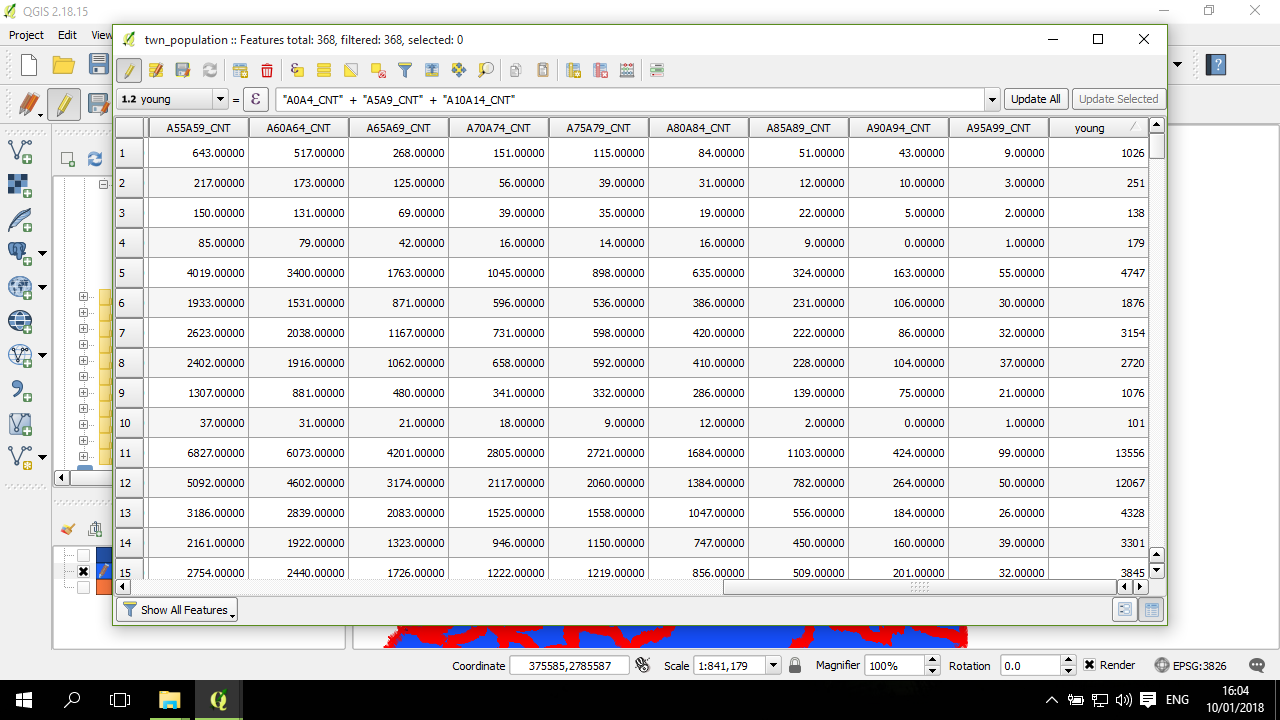 QGIS 2.18.15
Project Edit View
twn_population :: Features total: 368, filtered: 368, selected: 0
1.2 young = ε "A0A4_CNT" + "A5A9_CNT" + "A10A14_CNT" Update All Update Selected
A55A59_CNT A60A64_CNT A65A69_CNT A70A74_CNT A75A79_CNT A80A84_CNT A85A89_CNT A90A94_CNT A95A99_CNT young
1 643.00000 517.00000 268.00000 151.00000 115.00000 84.00000 51.00000 43.00000 9.00000 1026
2 217.00000 173.00000 125.00000 56.00000 39.00000 31.00000 12.00000 10.00000 3.00000 251
3 150.00000 131.00000 69.00000 39.00000 35.00000 19.00000 22.00000 5.00000 2.00000 138
4 85.00000 79.00000 42.00000 16.00000 14.00000 16.00000 9.00000 0.00000 1.00000 179
5 4019.00000 3400.00000 1763.00000 1045.00000 898.00000 635.00000 324.00000 163.00000 55.00000 4747
6 1933.00000 1531.00000 871.00000 596.00000 536.00000 386.00000 231.00000 106.00000 30.00000 1876
7 2623.00000 2038.00000 1167.00000 731.00000 598.00000 420.00000 222.00000 86.00000 32.00000 3154
8 2402.00000 1916.00000 1062.00000 658.00000 592.00000 410.00000 228.00000 104.00000 37.00000 2720
9 1307.00000 881.00000 480.00000 341.00000 332.00000 286.00000 139.00000 75.00000 21.00000 1076
10 37.00000 31.00000 21.00000 18.00000 9.00000 12.00000 2.00000 0.00000 1.00000 101
11 6827.00000 6073.00000 4201.00000 2805.00000 2721.00000 1684.00000 1103.00000 424.00000 99.00000 13556
12 5092.00000 4602.00000 3174.00000 2117.00000 2060.00000 1384.00000 782.00000 264.00000 50.00000 12067
13 3186.00000 2839.00000 2083.00000 1525.00000 1558.00000 1047.00000 556.00000 184.00000 26.00000 4328
14 2161.00000 1922.00000 1323.00000 946.00000 1150.00000 747.00000 450.00000 160.00000 39.00000 3301
15 2754.00000 2440.00000 1726.00000 1222.00000 1219.00000 856.00000 505.00000 201.00000 32.00000 3845
Show All Features
Coordinate 375585,2785587 Scale 1:841,179 Magnifier 100% Rotation 0.0 Render EPSG:3826
ENG
16:04
10/01/2018